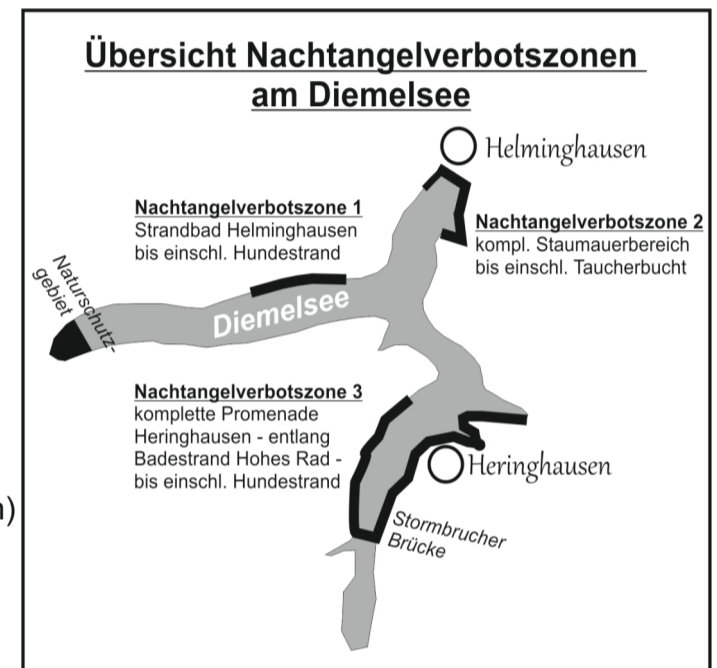 Übersicht Nachtangelverbotszonen
am Diemelsee
Helminghausen
Nachtangelverbotszone 1
Strandbad Helminghausen
bis einschl. Hundestrand
Nachtangelverbotszone 2
kompl. Staumauerbereich
bis einschl. Taucherbucht
Naturschutz-
gebiet
Diemelsee
Nachtangelverbotszone 3
komplette Promenade
Heringhausen - entlang
Badestrand Hohes Rad -
bis einschl. Hundestrand
Heringhausen
Stormbrucher
Brücke